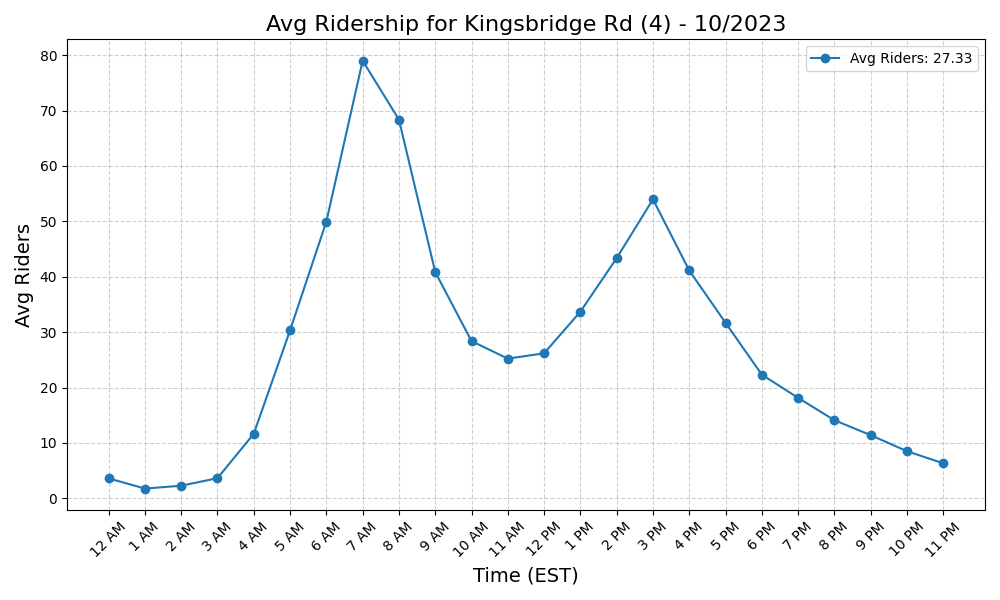 Avg Ridership for Kingsbridge Rd (4) - 10/2023
Avg Riders: 27.33
Avg Riders
80
70
60
50
40
30
20
10
0
12 AM
1 AM
2 AM
3 AM
4 AM
5 AM
6 AM
7 AM
8 AM
9 AM
10 AM
11 AM
12 PM
1 PM
2 PM
3 PM
4 PM
5 PM
6 PM
7 PM
8 PM
9 PM
10 PM
11 PM
Time (EST)